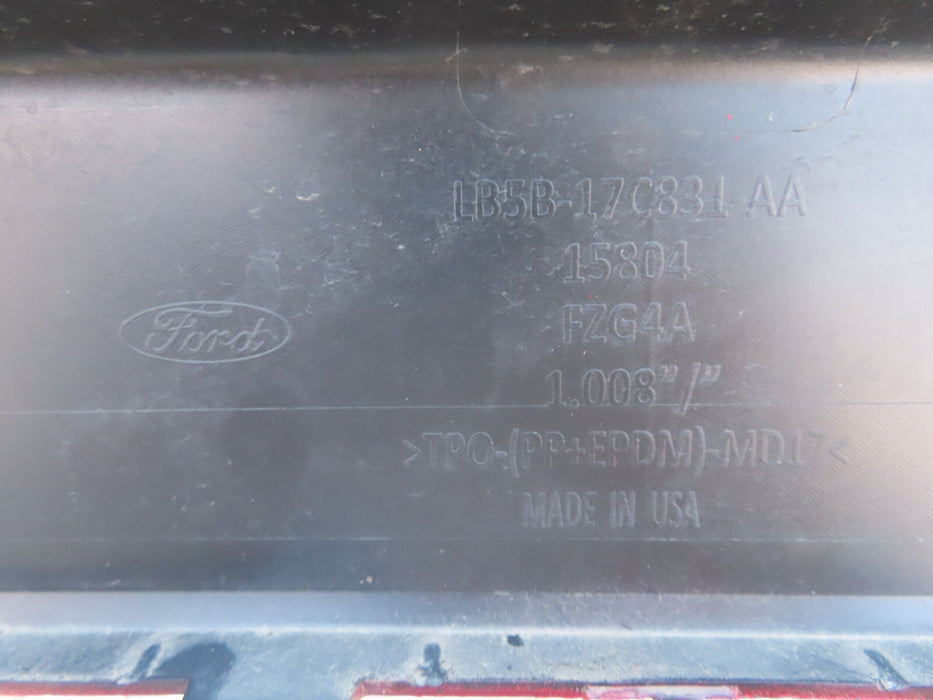 LB5B-17C831-AA
15804
FZG4A
Ford
1.008”/”
>TPO-(PP+EPDM)-MD17<
MADE IN USA